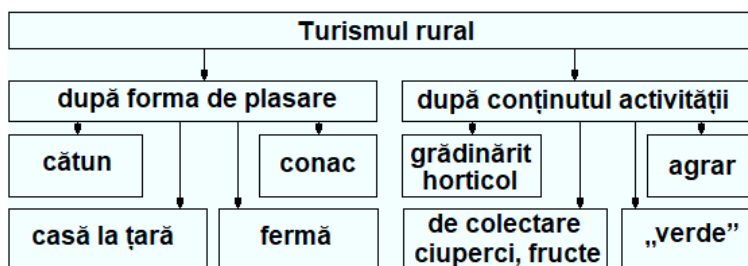 Turismul rural
după forma de plasare
după conținutul activității
cătun
conac
grădinărit
horticol
agrar
casă la țară
fermă
de colectare
ciuperci, fructe
„verde”